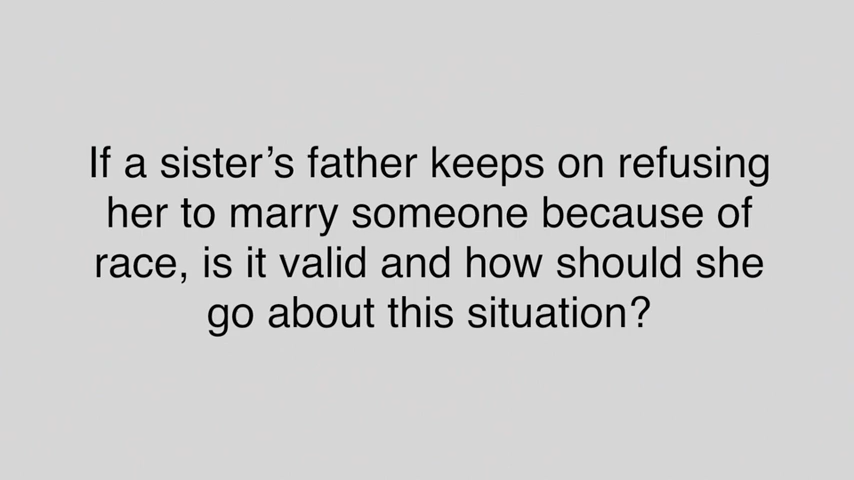 If a sister’s father keeps on refusing
her to marry someone because of
race, is it valid and how should she
go about this situation?